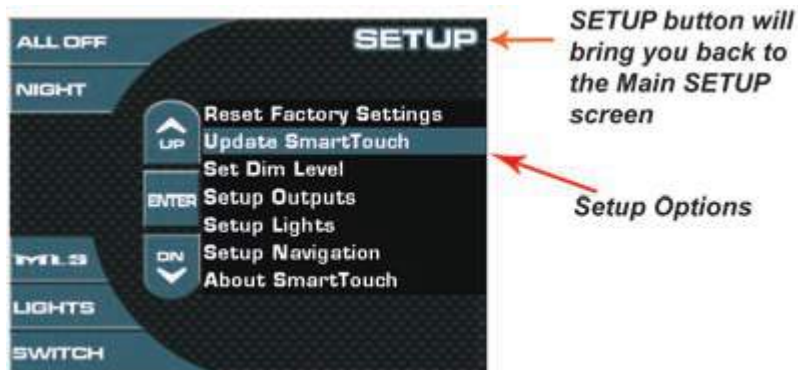 ALL OFF
NIGHT
SETUP
UP
ENTER
DN
Reset Factory Settings
Update SmartTouch
Set Dim Level
Setup Outputs
Setup Lights
Setup Navigation
About SmartTouch
MLS
LIGHTS
SWITCH
SETUP button will
bring you back to
the Main SETUP
screen
Setup Options